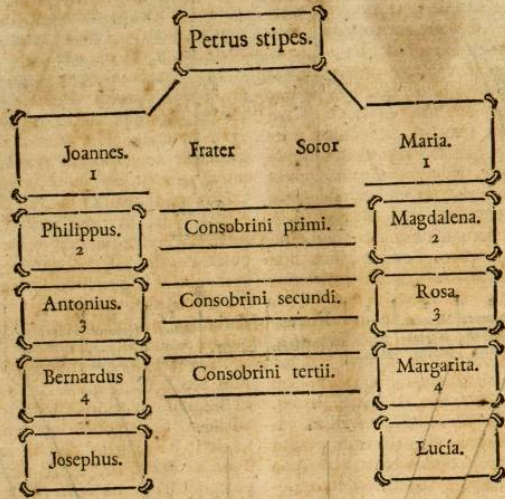 Petrus stipes.
Joannes. Frater Soror Maria.
1 1
Philippus. Consobrini primi. Magdalena.
2 2
Antonius. Consobrini secundi. Rosa.
3 3
Bernardus Consobrini tertii. Margarita.
4 4
Josephus. Lucía.